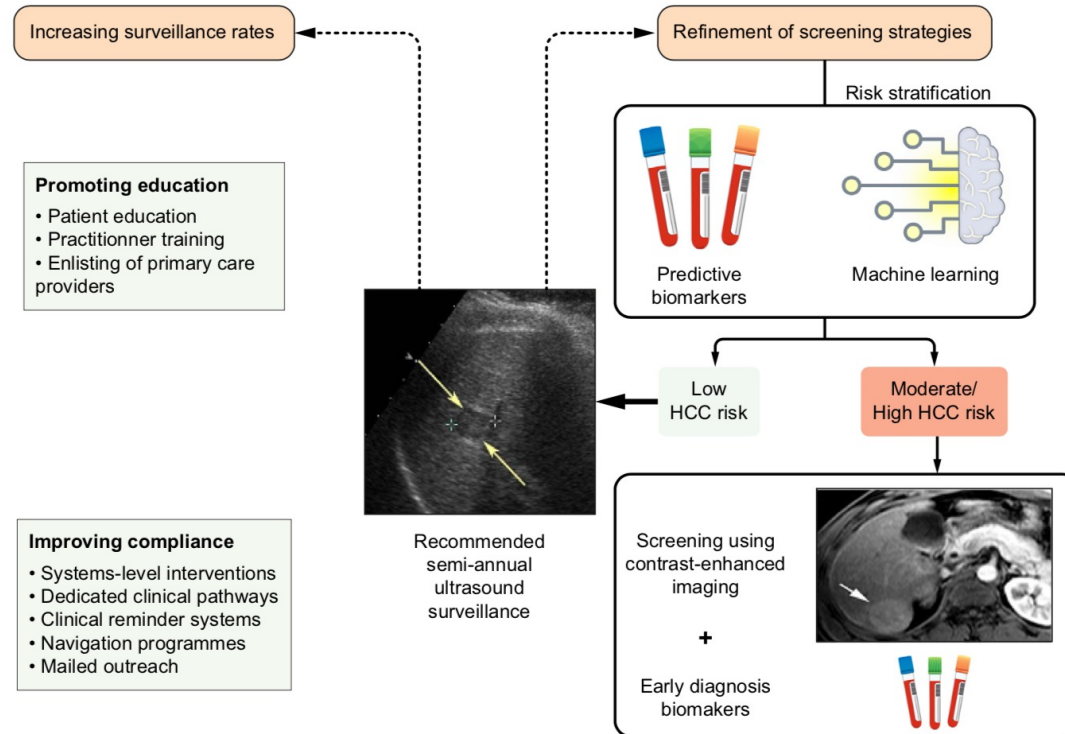 Increasing surveillance rates
Refinement of screening strategies
Risk stratification
Promoting education
• Patient education
• Practitionner training
• Enlisting of primary care
providers
Predictive
biomarkers
Machine learning
Low
HCC risk
Moderate/
High HCC risk
Recommended
semi-annual
ultrasound
surveillance
Improving compliance
• Systems-level interventions
• Dedicated clinical pathways
• Clinical reminder systems
• Navigation programmes
• Mailed outreach
Screening using
contrast-enhanced
imaging
+
Early diagnosis
biomakers